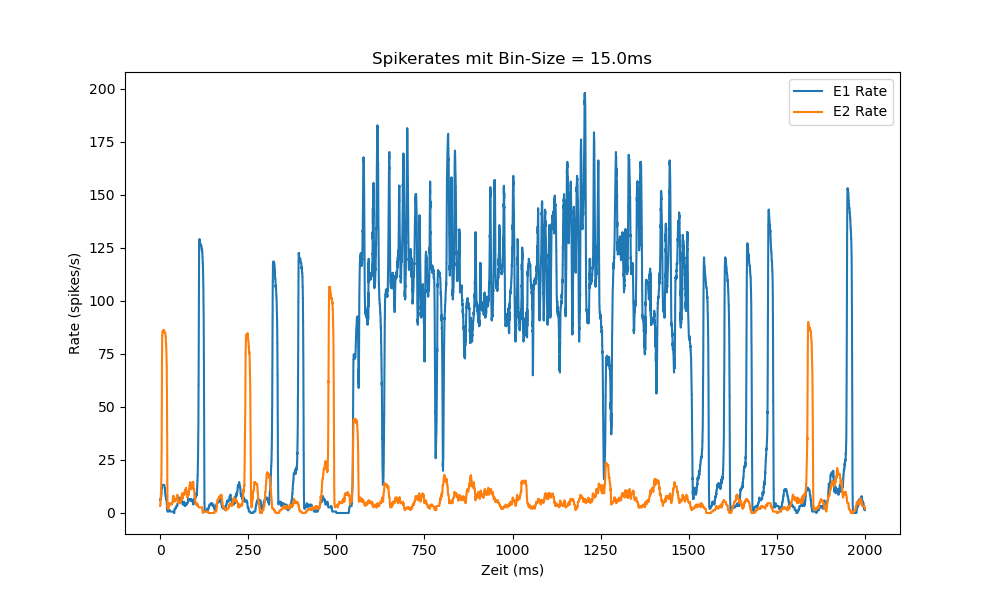 Spikerates mit Bin-Size = 15.0ms
E1 Rate
E2 Rate
Rate (spikes/s)
200
175
150
125
100
75
50
25
0
0 250 500 750 1000 1250 1500 1750 2000
Zeit (ms)